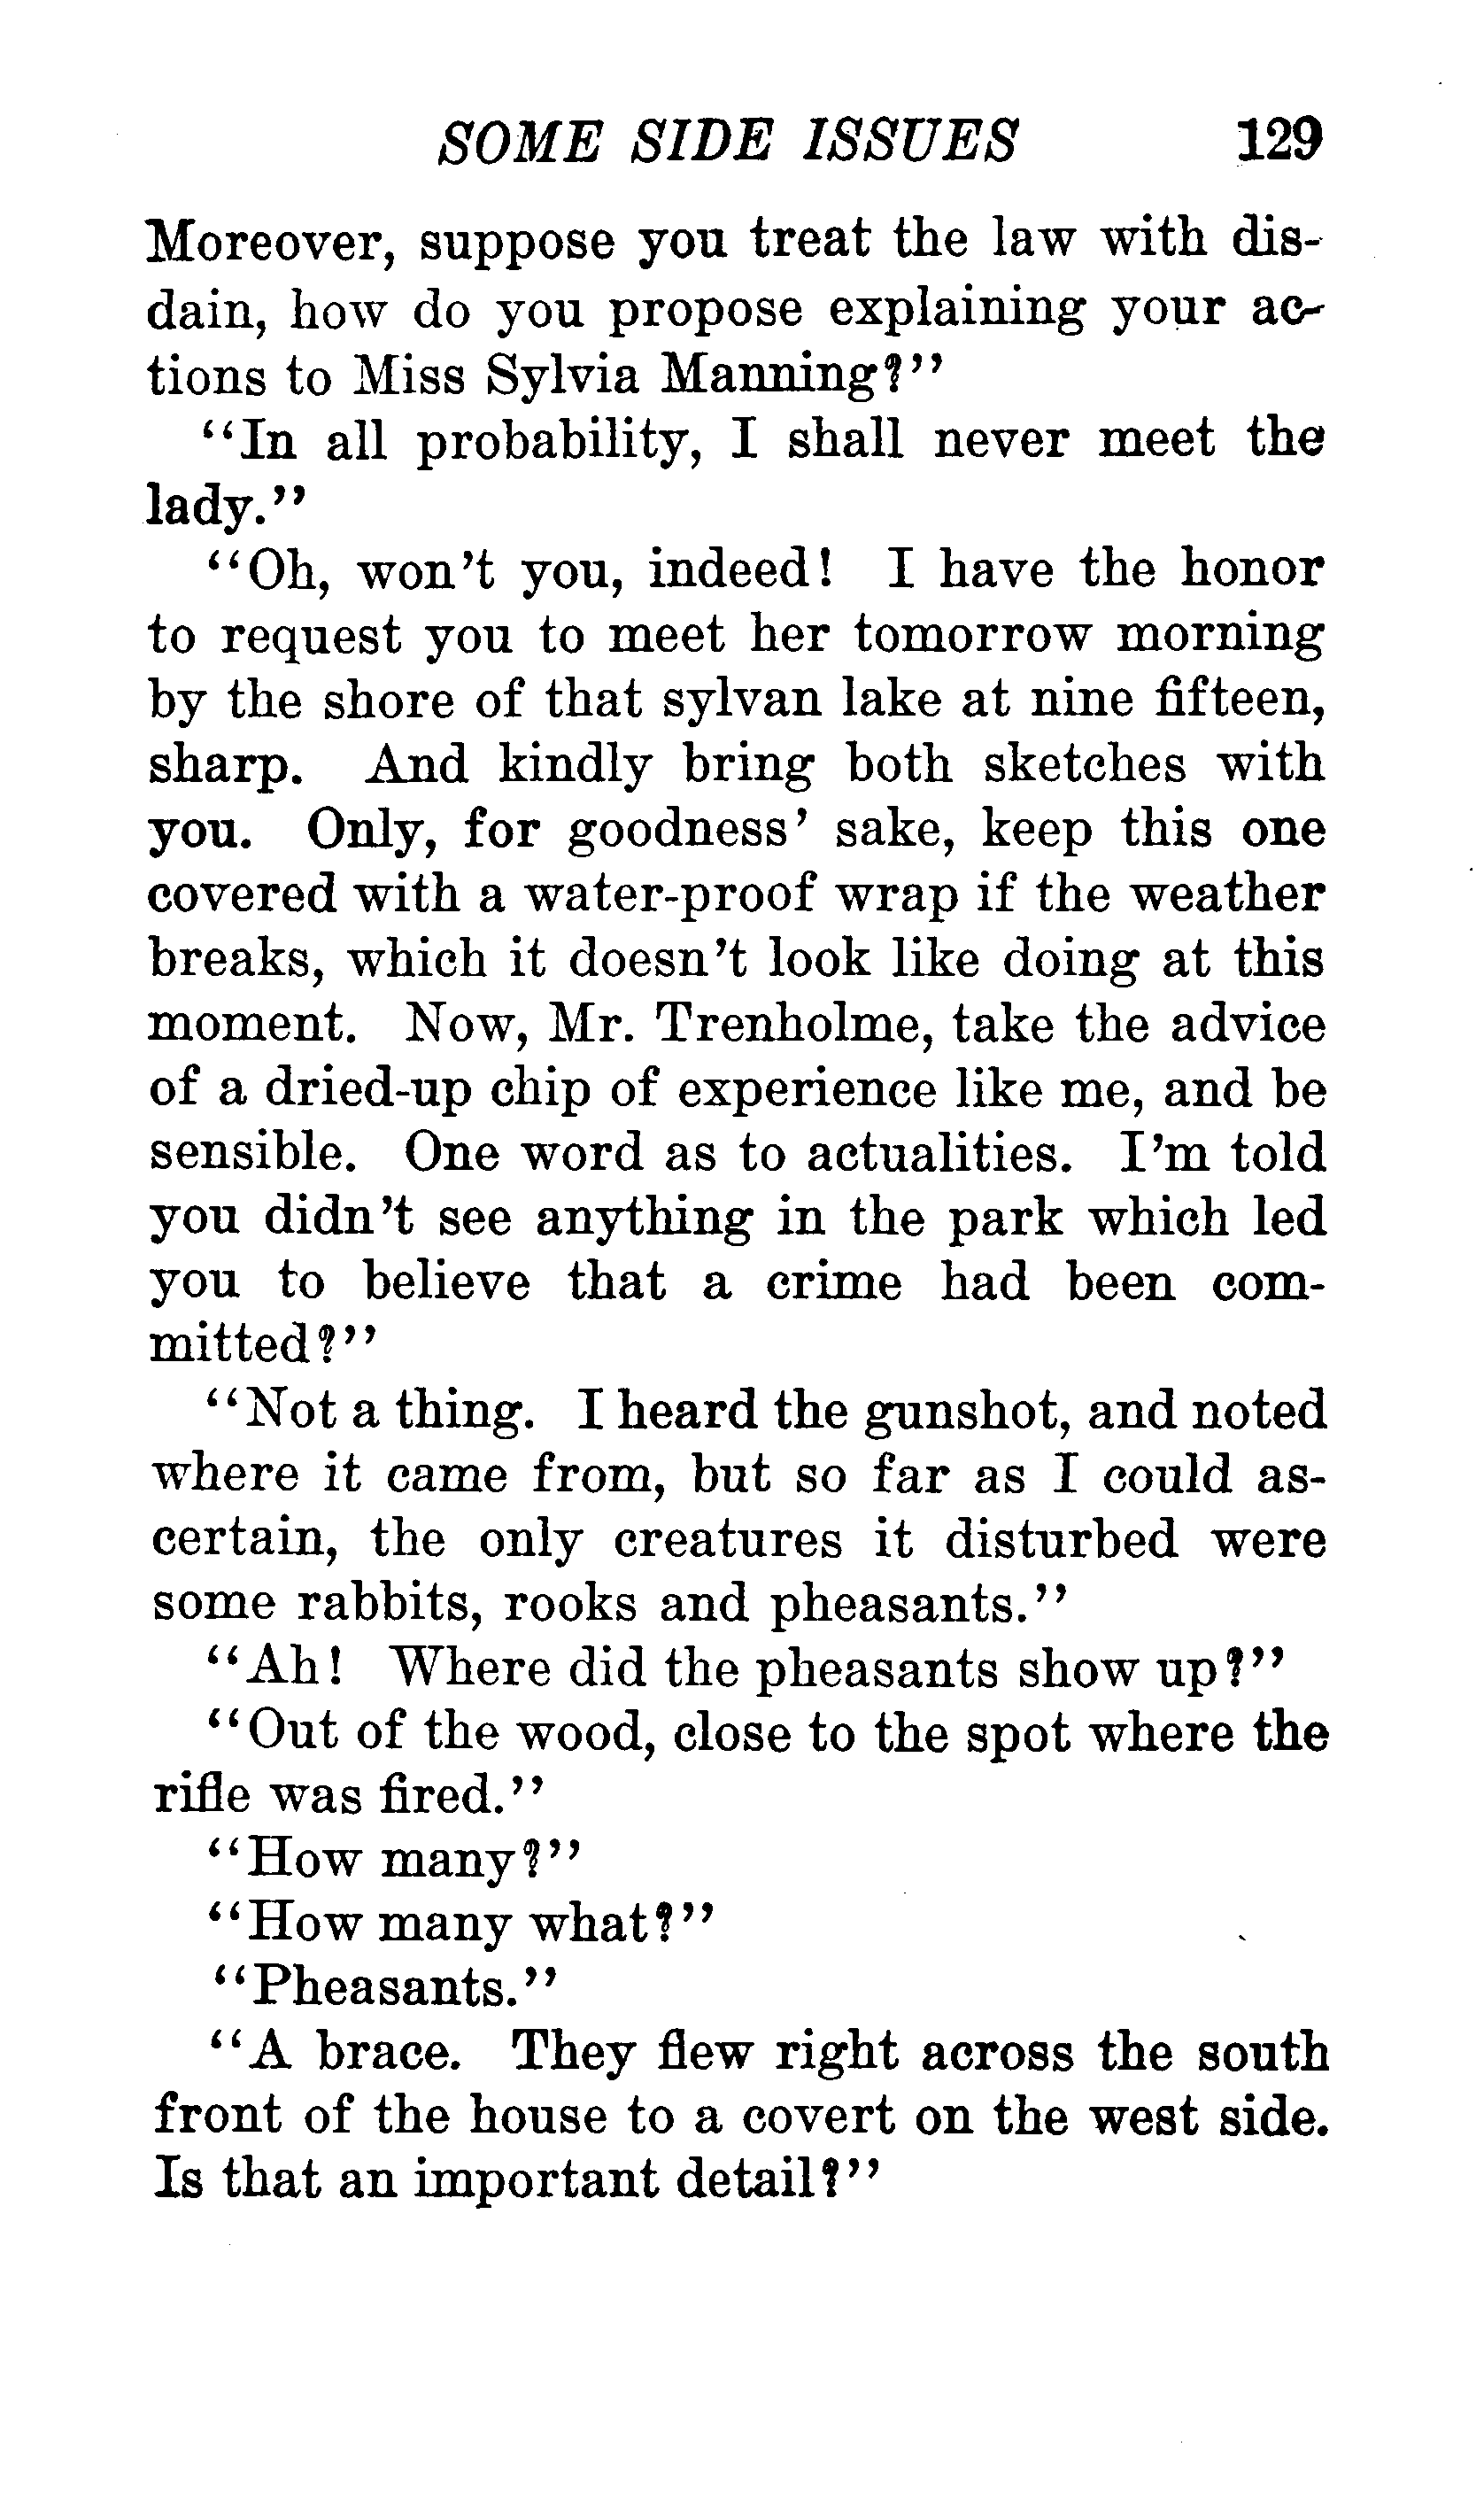 SOME SIDE ISSUES 129
Moreover, suppose you treat the law with dis-
dain, how do you propose explaining your ac-
tions to Miss Sylvia Manning?"
"In all probability, I shall never meet the
lady."
"Oh, won't you, indeed! I have the honor
to request you to meet her tomorrow morning
by the shore of that sylvan lake at nine fifteen,
sharp. And kindly bring both sketches with
you. Only, for goodness' sake, keep this one
covered with a water-proof wrap if the weather
breaks, which it doesn't look like doing at this
moment. Now, Mr. Trenholme, take the advice
of a dried-up chip of experience like me, and be
sensible. One word as to actualities. I'm told
you didn't see anything in the park which led
you to believe that a crime had been com-
mitted?"
"Not a thing. I heard the gunshot, and noted
where it came from, but so far as I could as-
certain, the only creatures it disturbed were
some rabbits, rooks and pheasants."
"Ah! Where did the pheasants show up?"
"Out of the wood, close to the spot where the
rifle was fired."
"How many?"
"How many what?"
"Pheasants."
"A brace. They flew right across the south
front of the house to a covert on the west side.
Is that an important detail?"